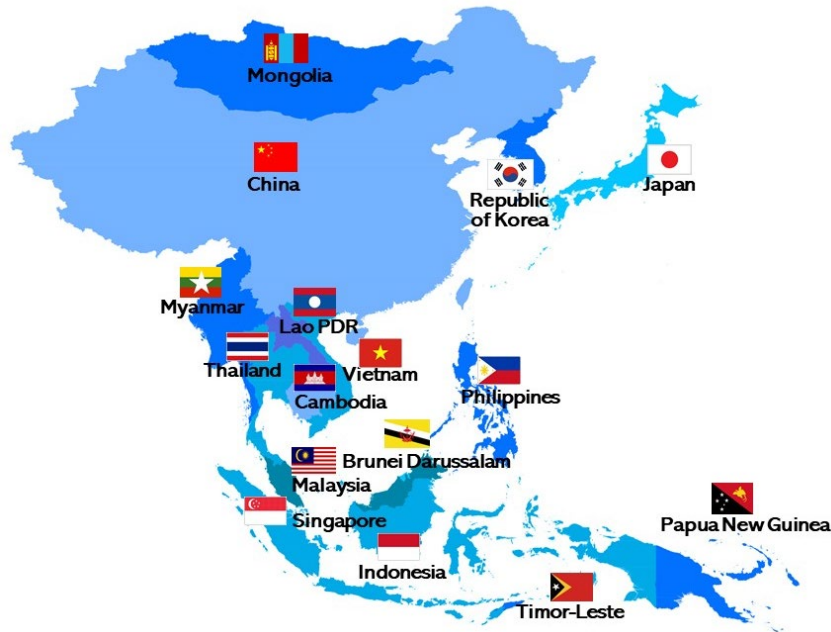 Mongolia
China
Japan
Republic
of Korea
Myanmar
Lao PDR
Thailand
Vietnam
Cambodia
Philippines
Brunei Darussalam
Malaysia
Singapore
Papua New Guinea
Indonesia
Timor-Leste